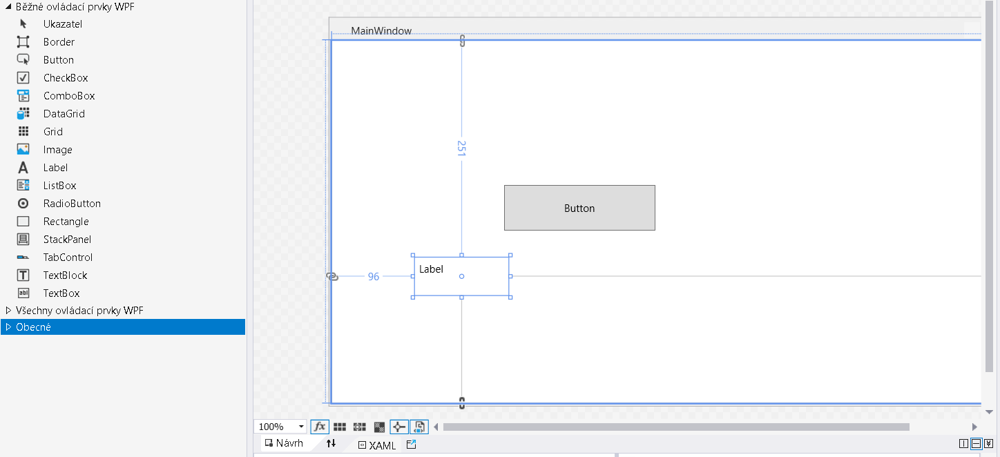 Běžné ovládací prvky WPF
Ukazatel
Border
Button
CheckBox
ComboBox
DataGrid
Grid
Image
Label
ListBox
RadioButton
Rectangle
StackPanel
TabControl
TextBlock
TextBox
Všechny ovládací prvky WPF
Obecné
MainWindow
251
Button
Label
96
100%
fx
Návrh
XAML